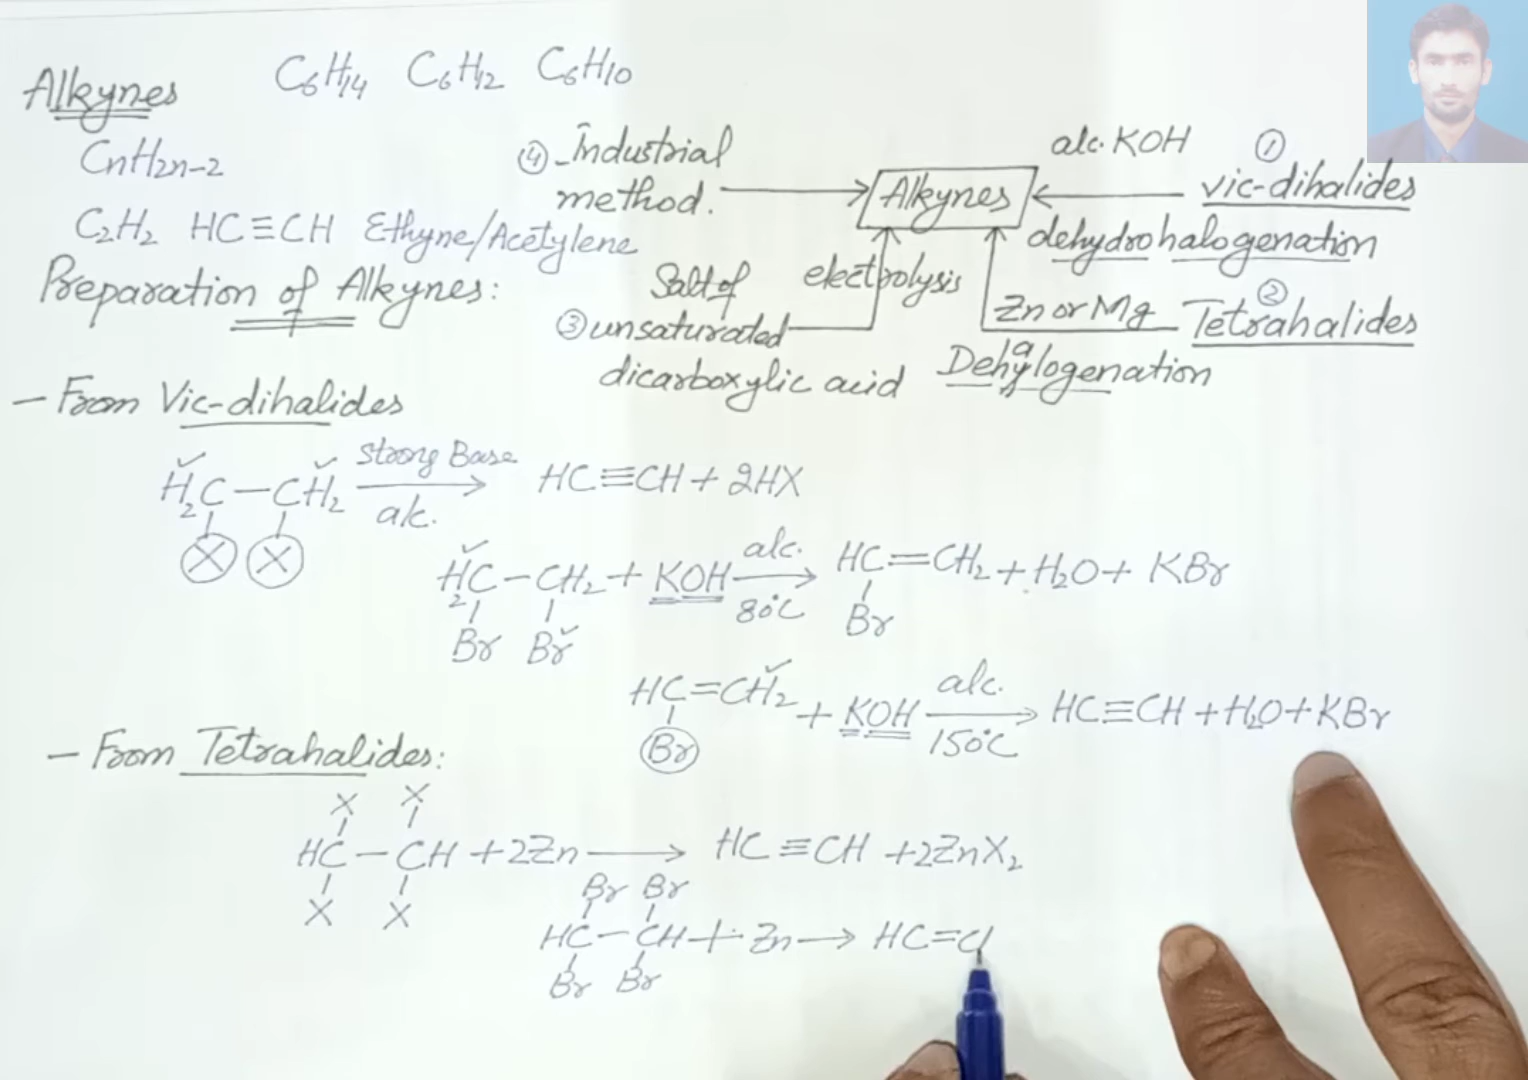 Alkynes
C6H14 C6H12 C6H10
CnH2n-2
C2H2 HC≡CH Ethyne/Acetylene
Preparation of Alkynes:
④ - Industrial
method.
Alkynes
alc. KOH ①
vic-dihalides
dehydrohalogenation
electrolysis
Salt of
③ unsaturated
dicarboxylic acid
②
Zn or Mg Tetrahalides
Dehalogenation
- From Vic-dihalides
H2C - CH2 Strong Base HC≡CH + 2HX
alc.
X X
alc.
H2C - CH2 + KOH → HC=CH2 + H2O + KBr
80°C
Br Br Br
alc.
HC=CH2 + KOH → HC≡CH + H2O + KBr
Br 150°C
- From Tetrahalides:
X X
HC - CH + 2Zn → HC≡CH + 2ZnX2
X X
Br Br
HC - CH + Zn → HC=C
Br Br